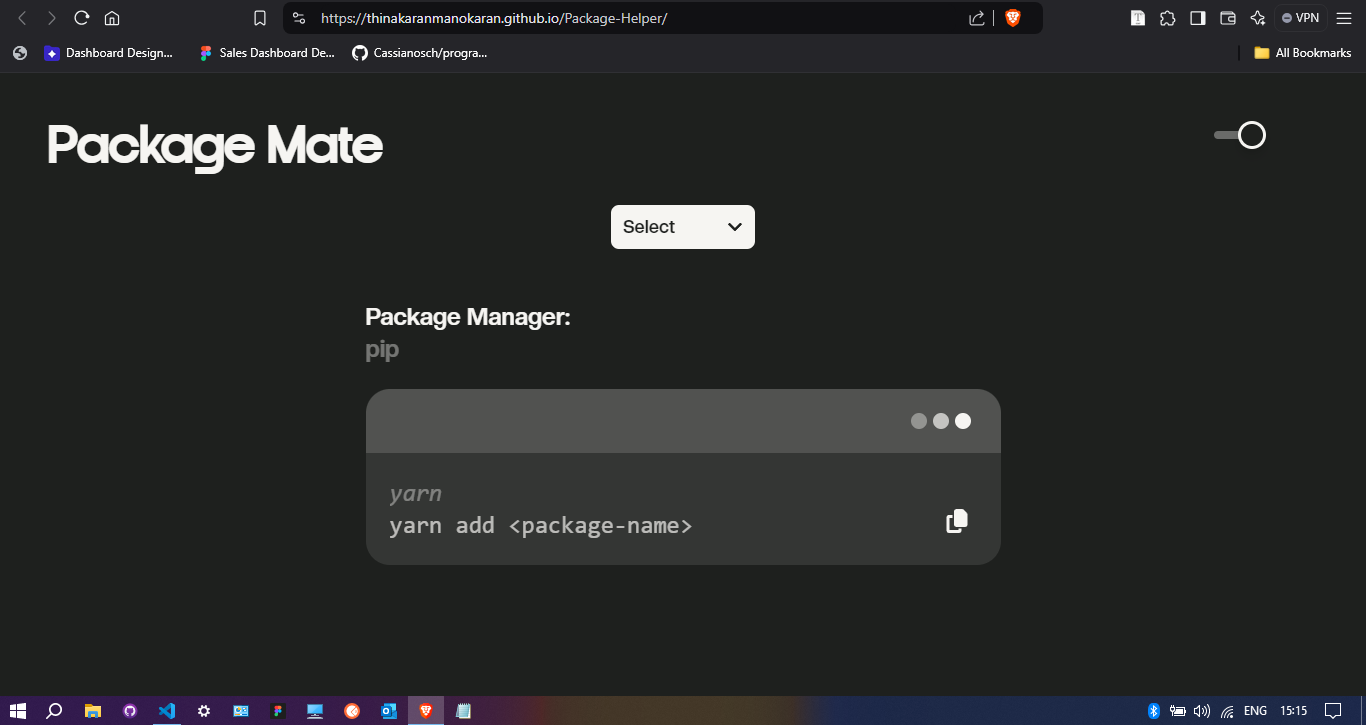 https://thinakaranmanokaran.github.io/Package-Helper/
VPN
Dashboard Design...
Sales Dashboard De...
Cassianosch/progra...
All Bookmarks
Package Mate
Select
Package Manager:
pip
yarn
yarn add <package-name>
ENG
15:15